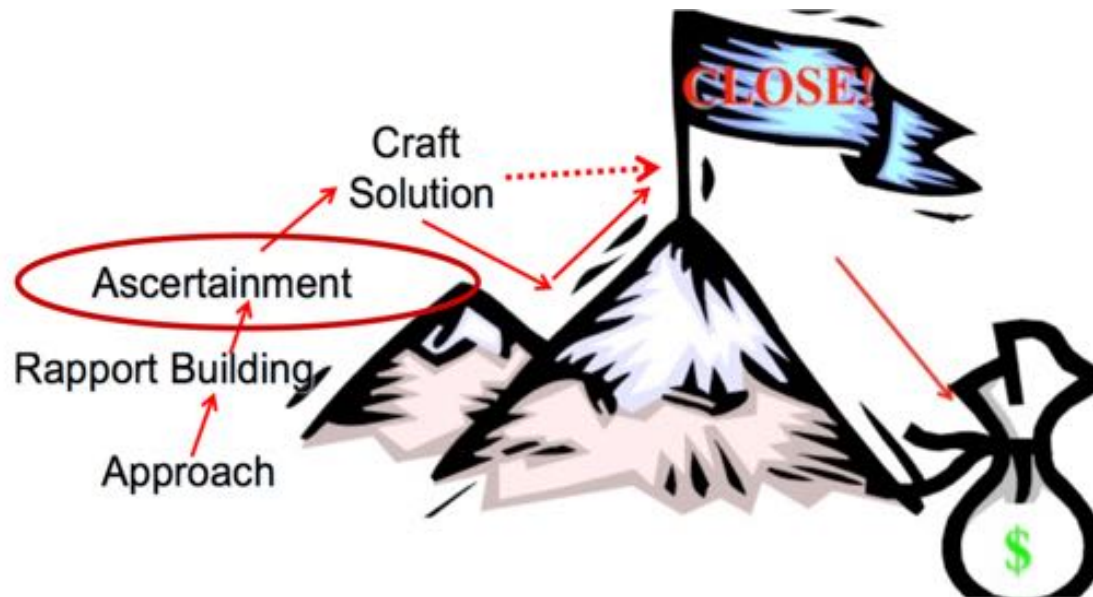 CLOSE!
Craft
Solution
Ascertainment
Rapport Building
Approach
$